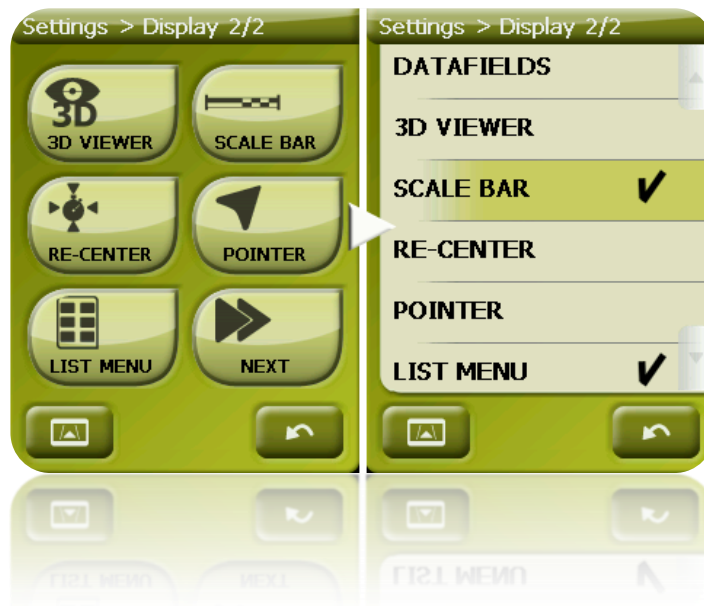 Settings > Display 2/2
3D
3D VIEWER
SCALE BAR
RE-CENTER
POINTER
LIST MENU
NEXT
Settings > Display 2/2
DATAFIELDS
3D VIEWER
SCALE BAR
RE-CENTER
POINTER
LIST MENU